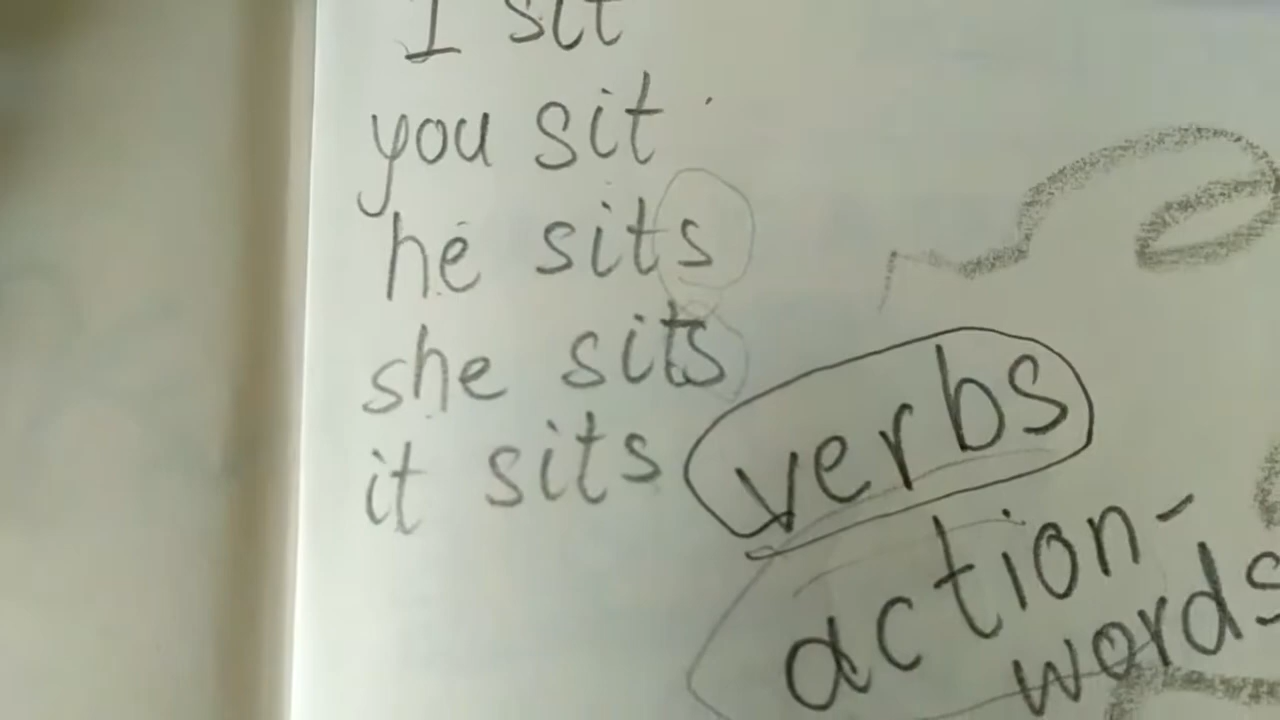 I sit
you sit
he sits
she sits
it sits
verbs
action-
words